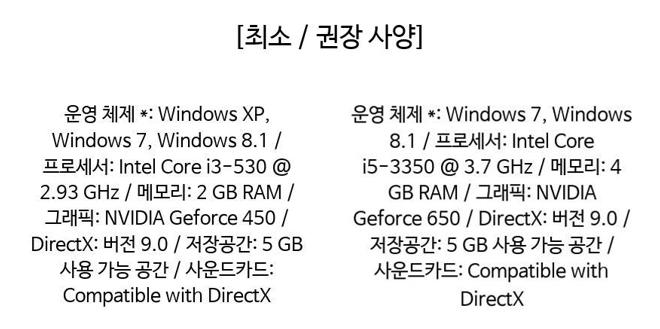 [최소 / 권장 사양]
운영 체제 *: Windows XP,
Windows 7, Windows 8.1 /
프로세서: Intel Core i3-530 @
2.93 GHz / 메모리: 2 GB RAM /
그래픽: NVIDIA Geforce 450 /
DirectX: 버전 9.0 / 저장공간: 5 GB
사용 가능 공간 / 사운드카드:
Compatible with DirectX
운영 체제 *: Windows 7, Windows
8.1 / 프로세서: Intel Core
i5-3350 @ 3.7 GHz / 메모리: 4
GB RAM / 그래픽: NVIDIA
Geforce 650 / DirectX: 버전 9.0 /
저장공간: 5 GB 사용 가능 공간 /
사운드카드: Compatible with
DirectX